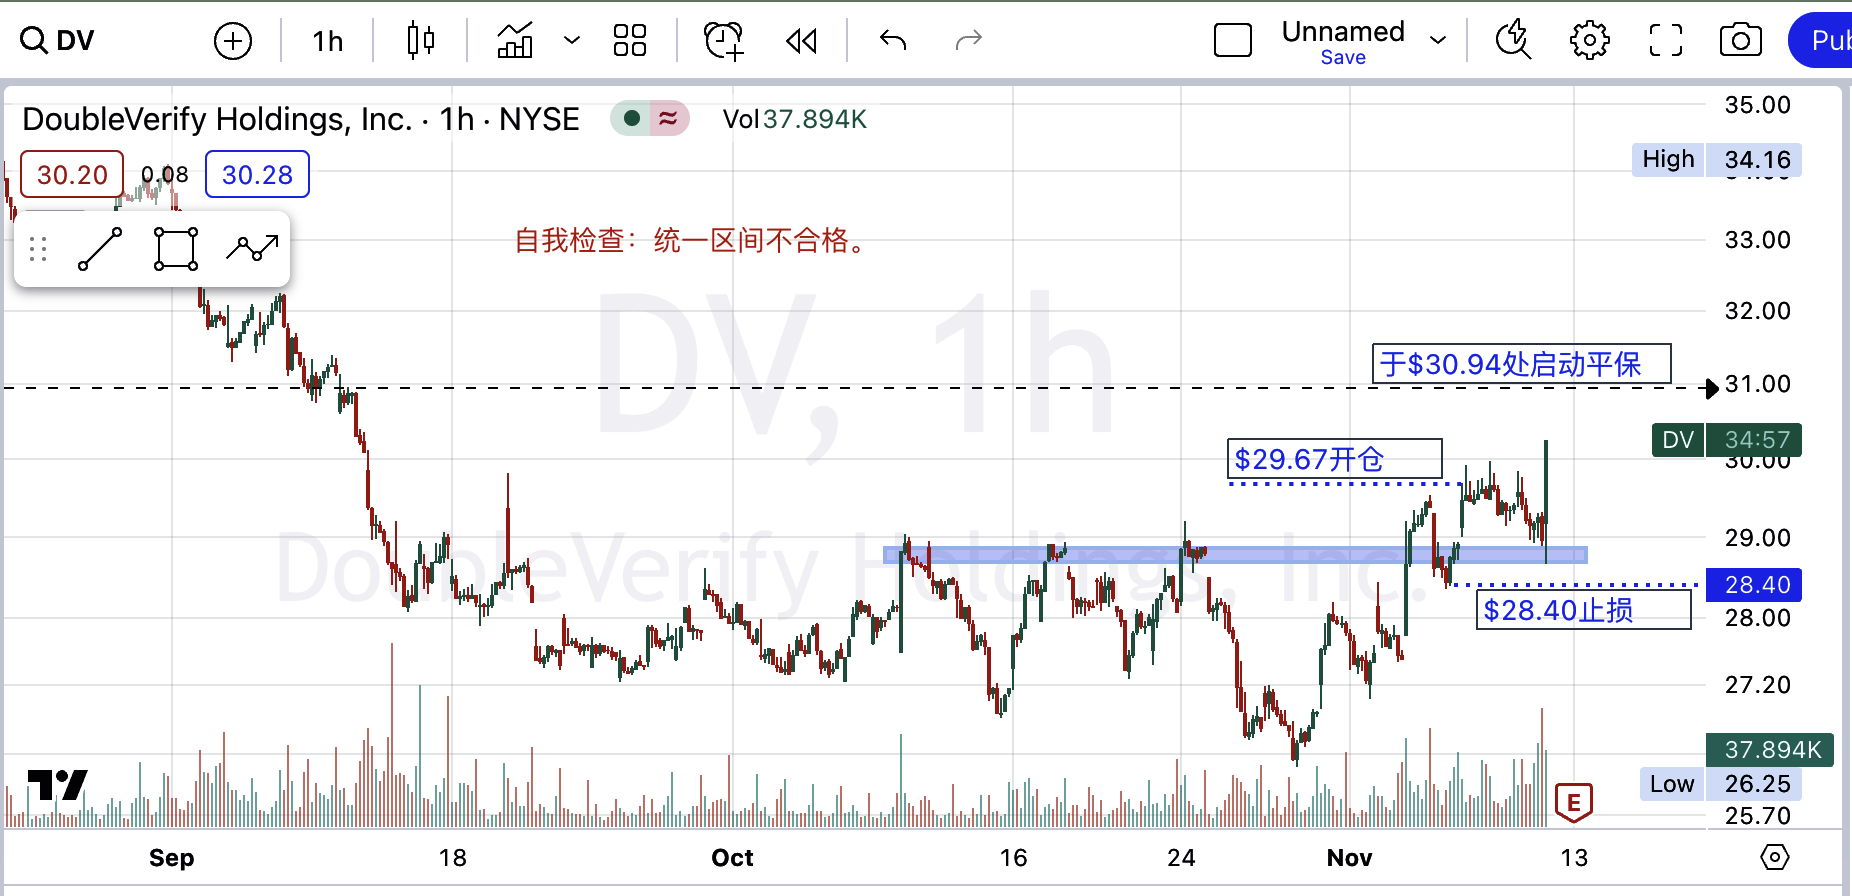 DV
1h
Unnamed
Save
Pub
DoubleVerify Holdings, Inc. · 1h · NYSE
Vol 37.894K
30.20
0.08
30.28
自我检查：统一区间不合格。
DV, 1h
DoubleVerify Holdings, Inc.
于$30.94处启动平保
$29.67开仓
$28.40止损
35.00
High 34.16
33.00
32.00
31.00
DV 34:57
30.00
29.00
28.40
28.00
27.20
37.894K
Low 26.25
25.70
E
Sep
18
Oct
16
24
Nov
13